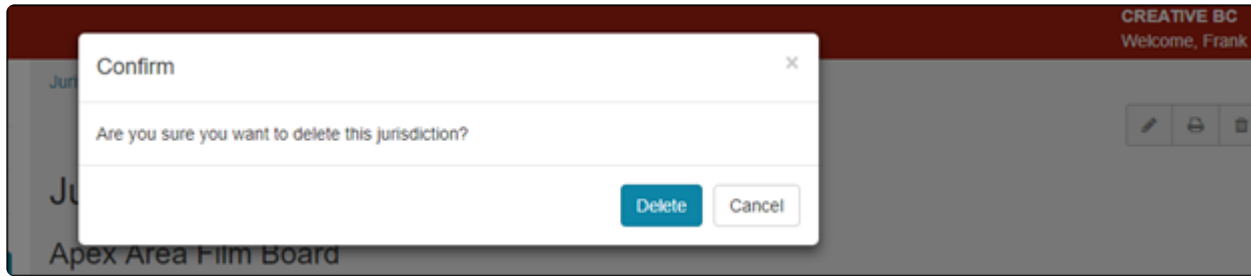 CREATIVE BC
Welcome, Frank
Confirm
×
Are you sure you want to delete this jurisdiction?
Delete
Cancel
Apex Area Film Board